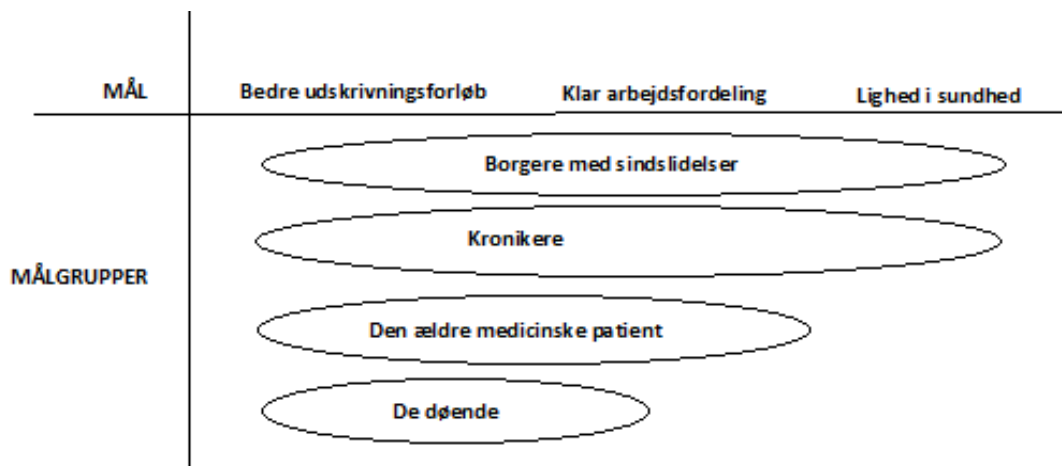 MÅL
Bedre udskrivningsforløb
Klar arbejdsfordeling
Lighed i sundhed
Borgere med sindslidelser
Kronikere
MÅLGRUPPER
Den ældre medicinske patient
De døende